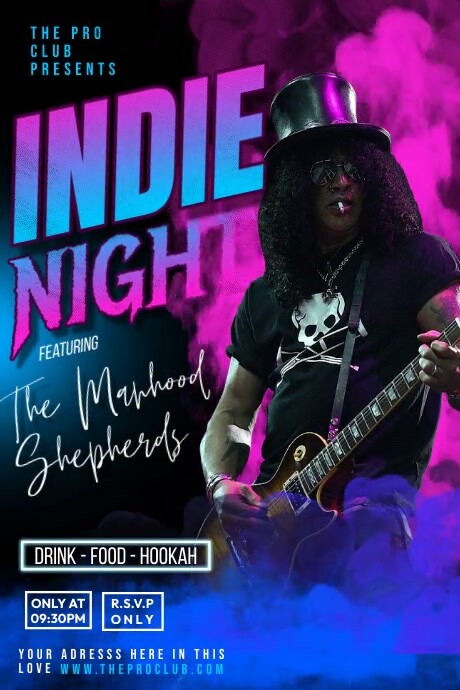 THE PRO
CLUB
PRESENTS
INDIE
NIGHT
FEATURING
The Manhood
Shepherds
DRINK - FOOD - HOOKAH
ONLY AT
09:30PM
R.S.V.P
ONLY
YOUR ADRESSS HERE IN THIS
LOVE WWW.THEPROCLUB.COM